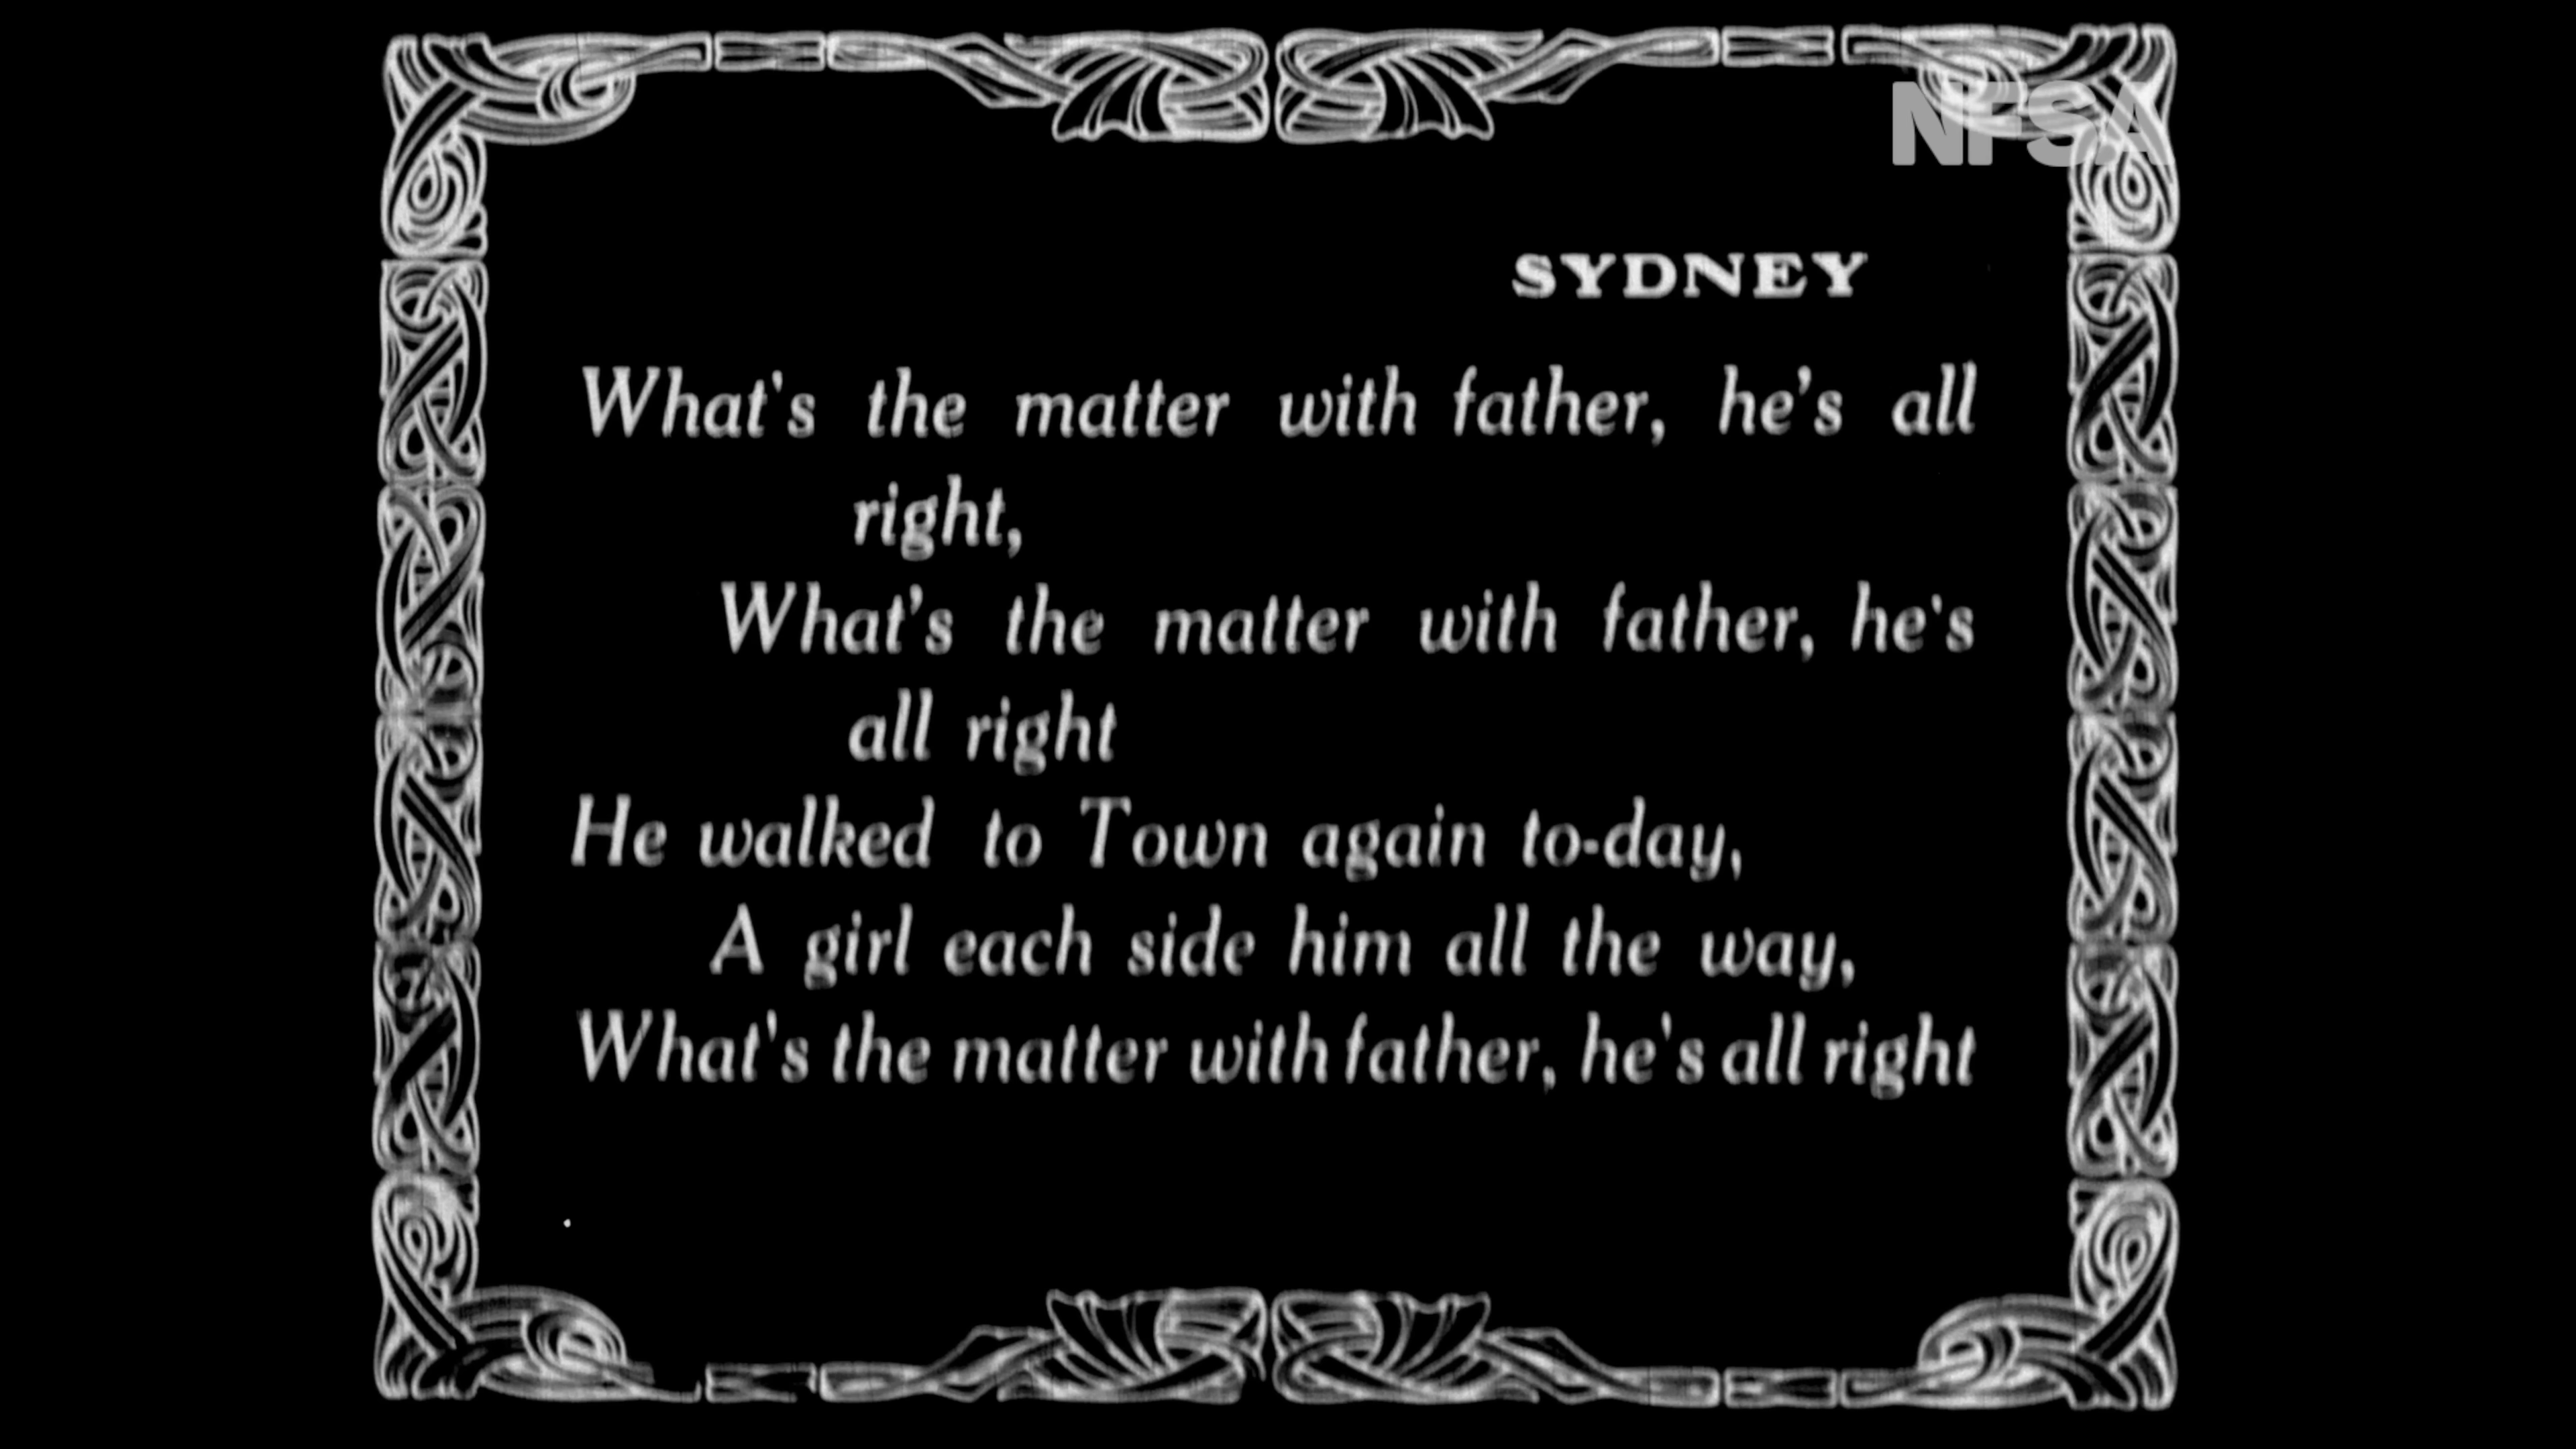 NFSA
SYDNEY
What's the matter with father, he's all
right,
What's the matter with father, he's
all right
He walked to Town again to-day,
A girl each side him all the way,
What's the matter with father, he's all right